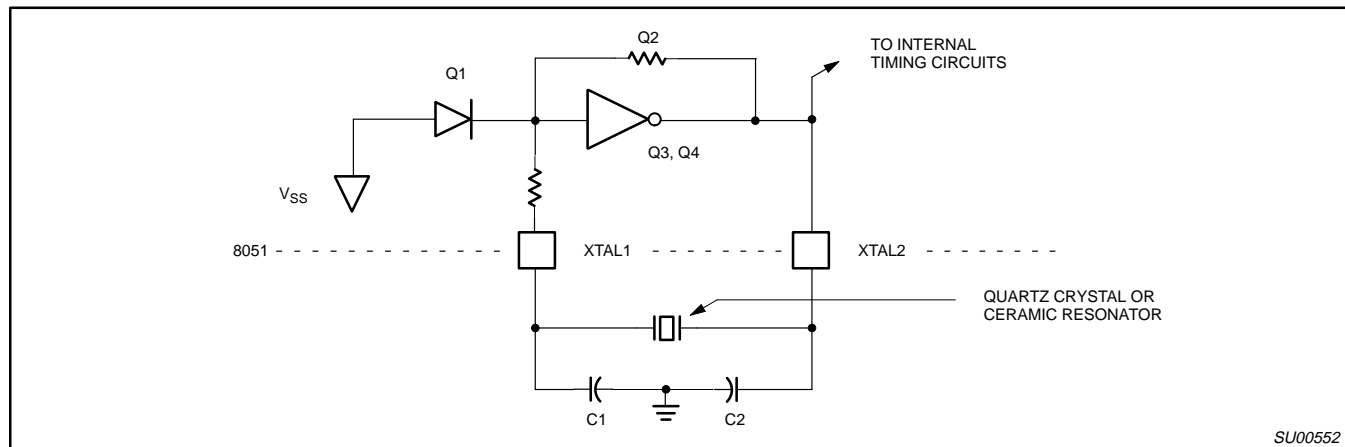 Q2
TO INTERNAL
TIMING CIRCUITS
Q1
Q3, Q4
VSS
8051
XTAL1
XTAL2
QUARTZ CRYSTAL OR
CERAMIC RESONATOR
C1
C2
SU00552